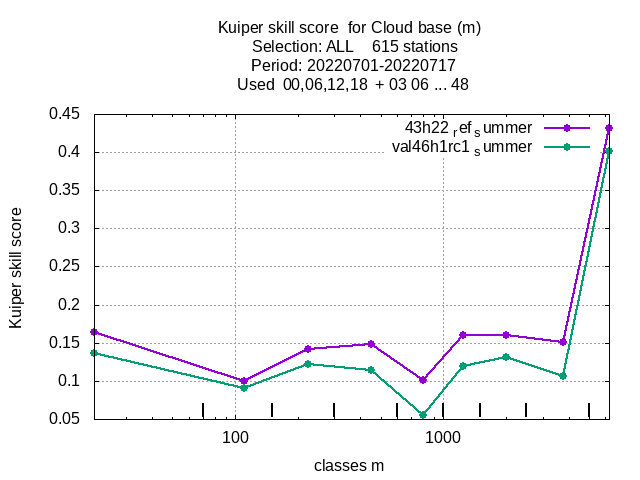 Kuiper skill score  for Cloud base (m)
Selection: ALL    615 stations
Period: 20220701-20220717
Used  00,06,12,18  + 03 06 ... 48
43h22 ref summer
val46h1rc1 summer
0.45
0.4
0.35
0.3
0.25
0.2
0.15
0.1
0.05
Kuiper skill score
100
1000
classes m